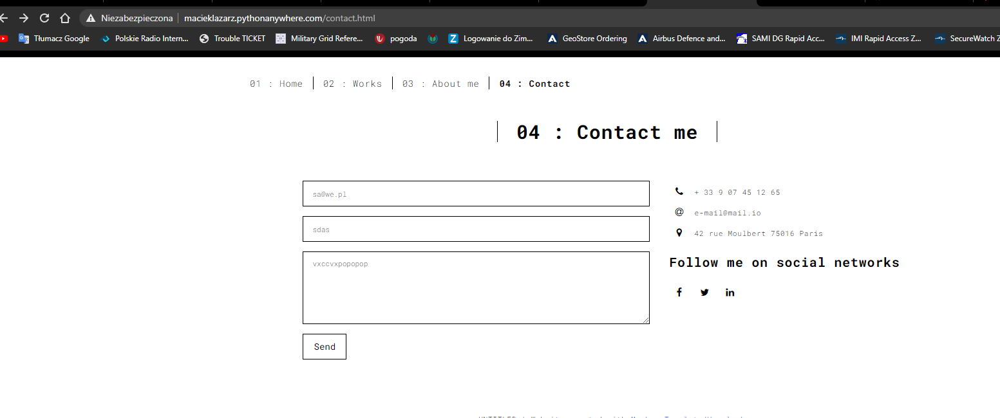 Niezabezpieczona | macieklazarz.pythonanywhere.com/contact.html
Tłumacz Google Polskie Radio Intern... Trouble TICKET Military Grid Refere... pogoda Logowanie do Zim... GeoStore Ordering Airbus Defence and... SAMI DG Rapid Acc... IMI Rapid Access Z... SecureWatch Z
01 : Home | 02 : Works | 03 : About me | 04 : Contact
| 04 : Contact me |
sa@we.pl
sdas
vxccvxpopopop
Send
+ 33 9 07 45 12 65
e-mail@mail.io
42 rue Moulbert 75016 Paris
Follow me on social networks